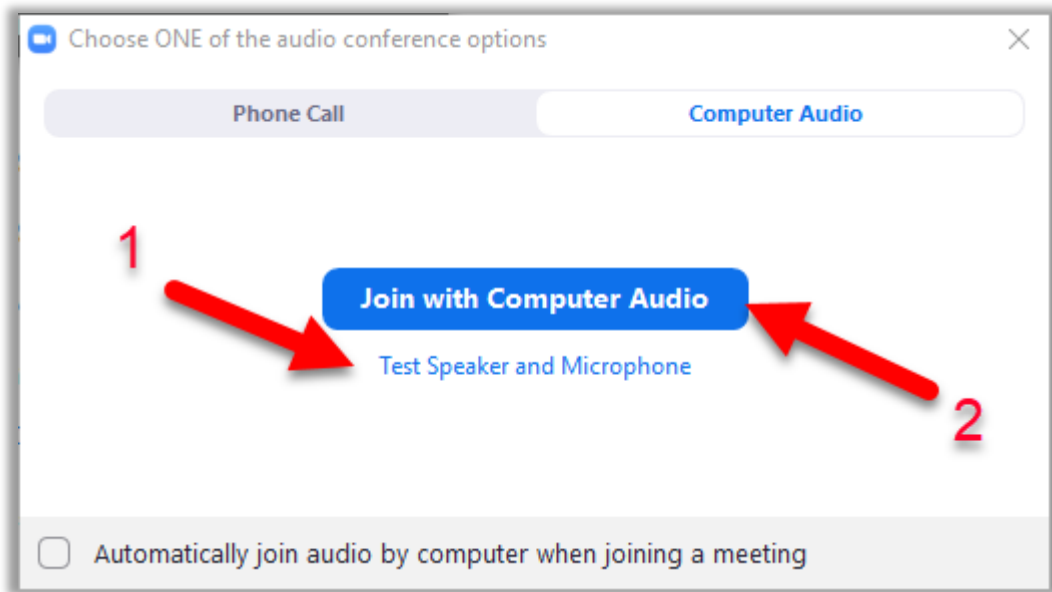 Choose ONE of the audio conference options
Phone Call Computer Audio
1
Join with Computer Audio
Test Speaker and Microphone
2
Automatically join audio by computer when joining a meeting